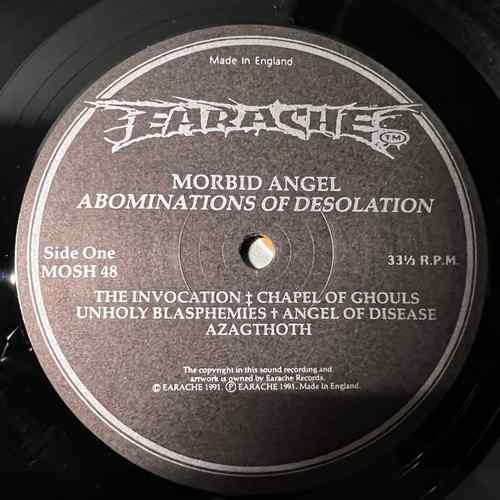 Made In England
EARACHE TM
MORBID ANGEL
ABOMINATIONS OF DESOLATION
Side One
MOSH 48
33⅓ R.P.M.
THE INVOCATION ‡ CHAPEL OF GHOULS
UNHOLY BLASPHEMIES † ANGEL OF DISEASE
AZAGTHOTH
The copyright in this sound recording and
artwork is owned by Earache Records.
© EARACHE 1991. ℗ EARACHE 1991. Made In England.